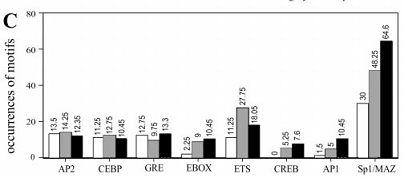 C
occurrences of motifs
80
60
40
20
0
13.5 14.25 12.35
11.25 12.75 10.45
12.75 9.75 13.3
2.25 9 10.45
11.25 27.75 18.05
0 5.25 7.6
1.5 5 10.45
30 48.25 64.6
AP2 CEBP GRE EBOX ETS CREB AP1 Sp1/MAZ